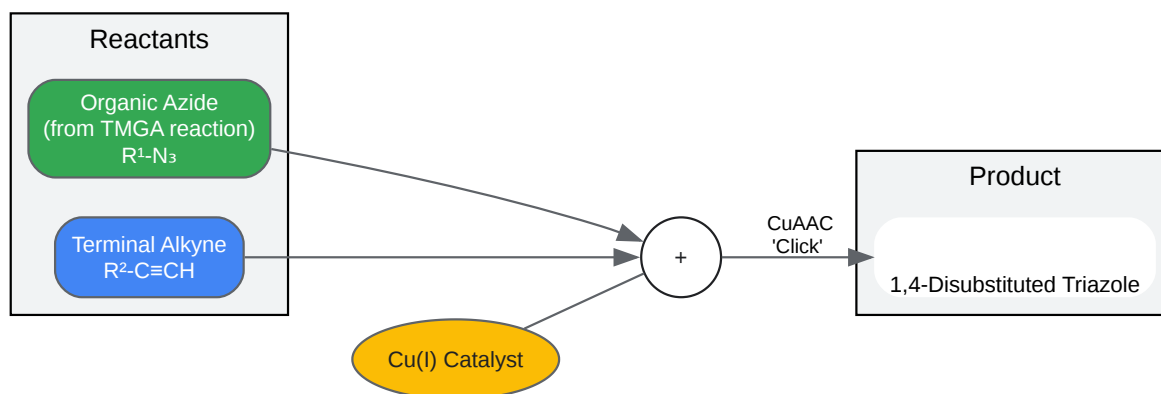 Reactants
Organic Azide
(from TMGA reaction)
R¹-N₃
Terminal Alkyne
R²-C≡CH
Cu(I) Catalyst
+
CuAAC
'Click'
Product
1,4-Disubstituted Triazole